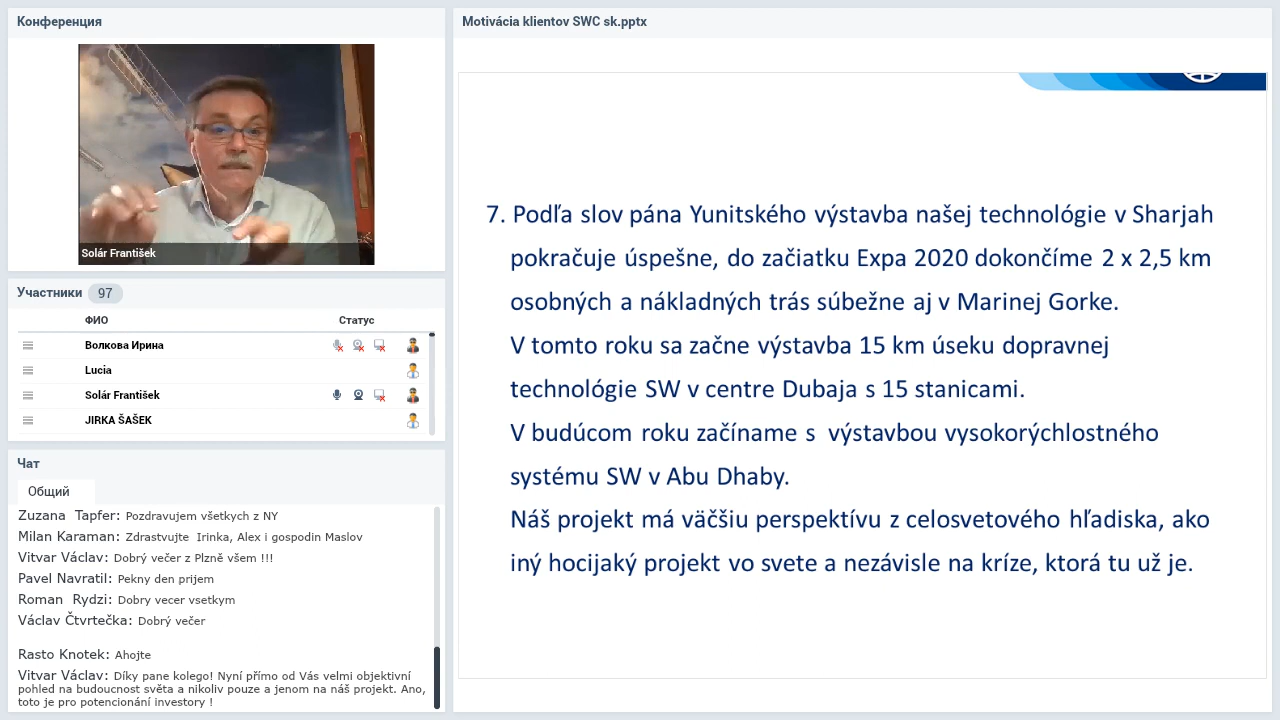 Конференция
Solár František
Участники 97
ФИО Статус
Волкова Ирина
Lucia
Solár František
JIRKA ŠAŠEK
Чат
Общий
Zuzana Tapfer: Pozdravujem všetkych z NY
Milan Karaman: Zdrastvujte Irinka, Alex i gospodin Maslov
Vitvar Václav: Dobrý večer z Plzně všem !!!
Pavel Navratil: Pekny den prijem
Roman Rydzi: Dobry vecer vsetkym
Václav Čtvrtečka: Dobrý večer
Rasto Knotek: Ahojte
Vitvar Václav: Díky pane kolego! Nyní přímo od Vás velmi objektivní
pohled na budoucnost světa a nikoliv pouze a jenom na náš projekt. Ano,
toto je pro potencionání investory !
Motivácia klientov SWC sk.pptx
7. Podľa slov pána Yunitského výstavba našej technológie v Sharjah
pokračuje úspešne, do začiatku Expa 2020 dokončíme 2 x 2,5 km
osobných a nákladných trás súbežne aj v Marinej Gorke.
V tomto roku sa začne výstavba 15 km úseku dopravnej
technológie SW v centre Dubaja s 15 stanicami.
V budúcom roku začíname s výstavbou vysokorýchlostného
systému SW v Abu Dhaby.
Náš projekt má väčšiu perspektívu z celosvetového hľadiska, ako
iný hocijaký projekt vo svete a nezávisle na kríze, ktorá tu už je.